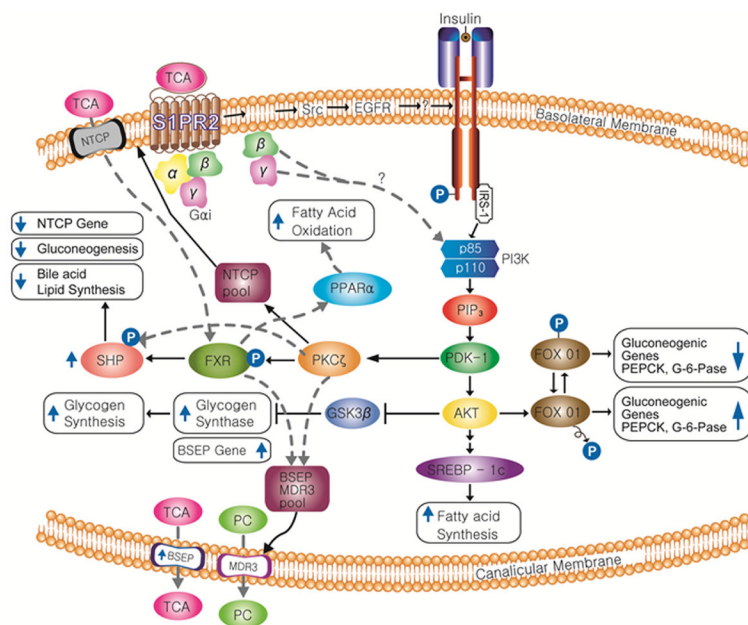 Insulin
TCA
TCA
S1PR2
Src
EGFR
?
Basolateral Membrane
NTCP
α
β
γ
Gαi
β
γ
?
P
IRS-1
NTCP Gene
Gluconeogenesis
Bile acid
Lipid Synthesis
Fatty Acid
Oxidation
p85
p110
PI3K
NTCP
pool
PPARα
PIP₃
P
P
SHP
FXR
P
PKCζ
PDK-1
FOX 01
Gluconeogenic
Genes
PEPCK, G-6-Pase
Glycogen
Synthesis
Glycogen
Synthase
GSK3β
AKT
FOX 01
P
Gluconeogenic
Genes
PEPCK, G-6-Pase
BSEP Gene
BSEP
MDR3
pool
SREBP - 1c
Fatty acid
Synthesis
TCA
PC
BSEP
MDR3
Canalicular Membrane
TCA
PC